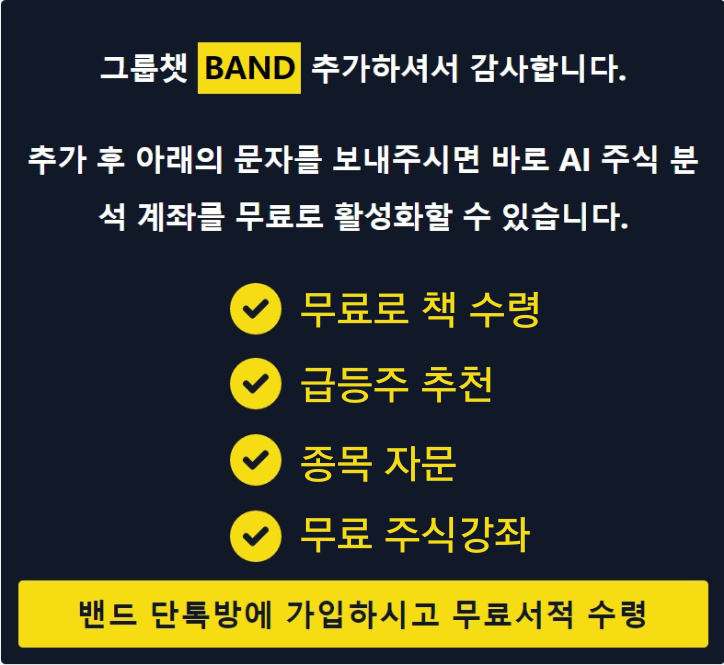 그룹챗 BAND 추가하셔서 감사합니다.
추가 후 아래의 문자를 보내주시면 바로 AI 주식 분
석 계좌를 무료로 활성화할 수 있습니다.
무료로 책 수령
급등주 추천
종목 자문
무료 주식강좌
밴드 단톡방에 가입하시고 무료서적 수령